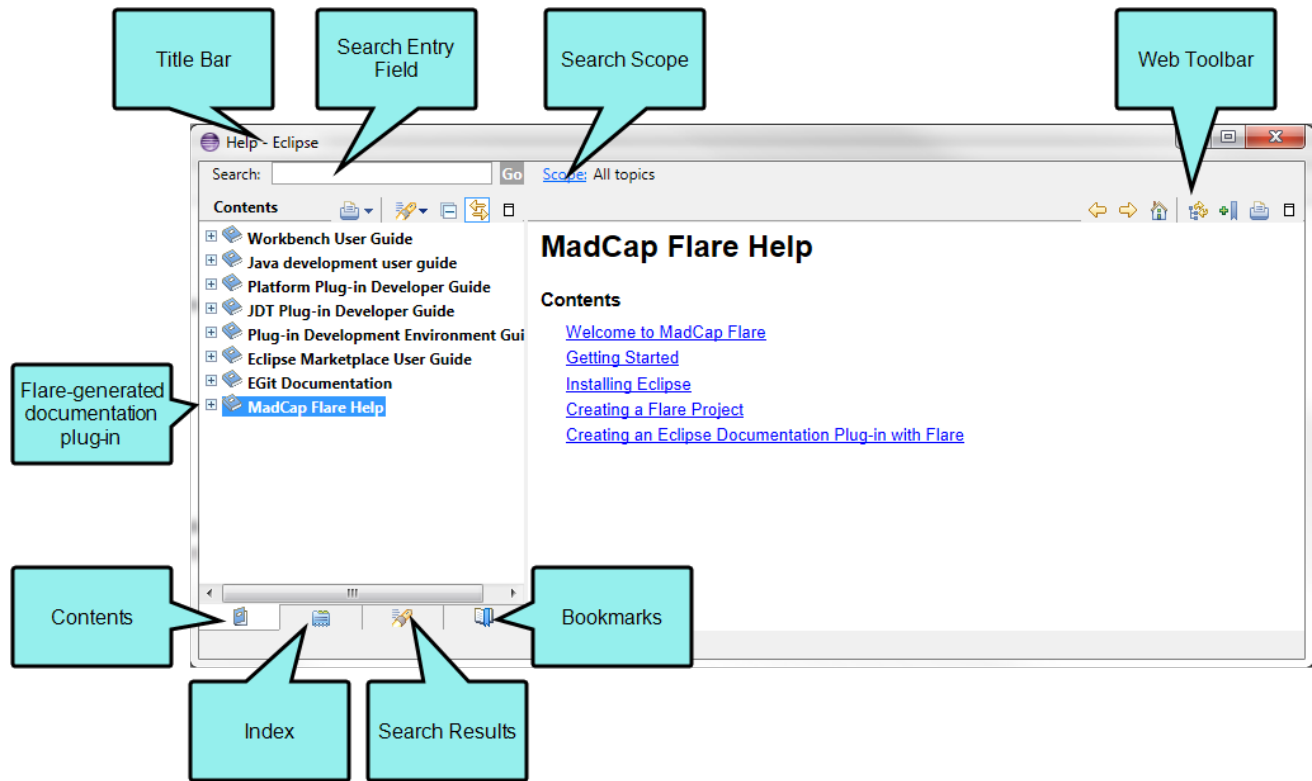 Title Bar
Search Entry
Field
Search Scope
Web Toolbar
Help - Eclipse
Search:
Go
Scope: All topics
Contents
Workbench User Guide
Java development user guide
Platform Plug-in Developer Guide
JDT Plug-in Developer Guide
Plug-in Development Environment Gui
Eclipse Marketplace User Guide
EGit Documentation
MadCap Flare Help
MadCap Flare Help
Contents
Welcome to MadCap Flare
Getting Started
Installing Eclipse
Creating a Flare Project
Creating an Eclipse Documentation Plug-in with Flare
Flare-generated
documentation
plug-in
Contents
Bookmarks
Index
Search Results